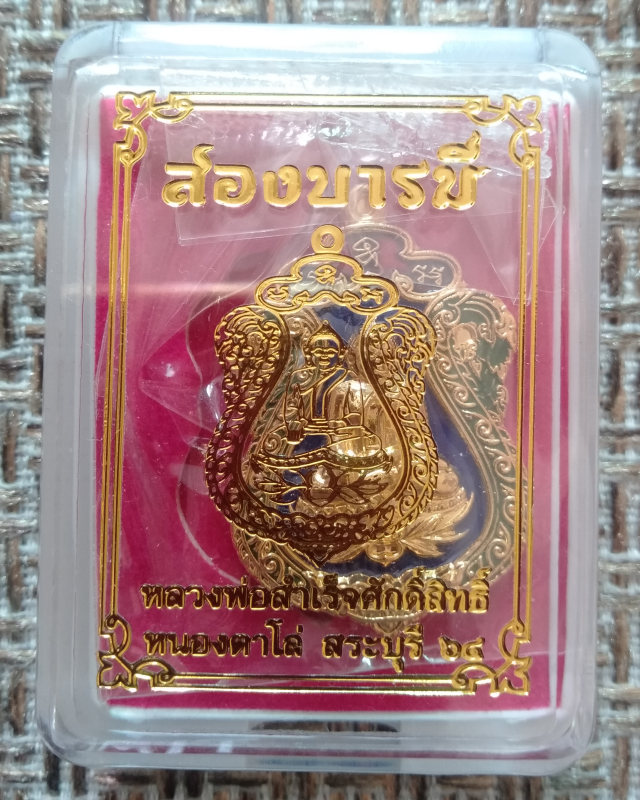 สองบารมี
หลวงพ่อสำเร็จศักดิ์สิทธิ์
หนองตาโล่ สระบุรี ๖๔